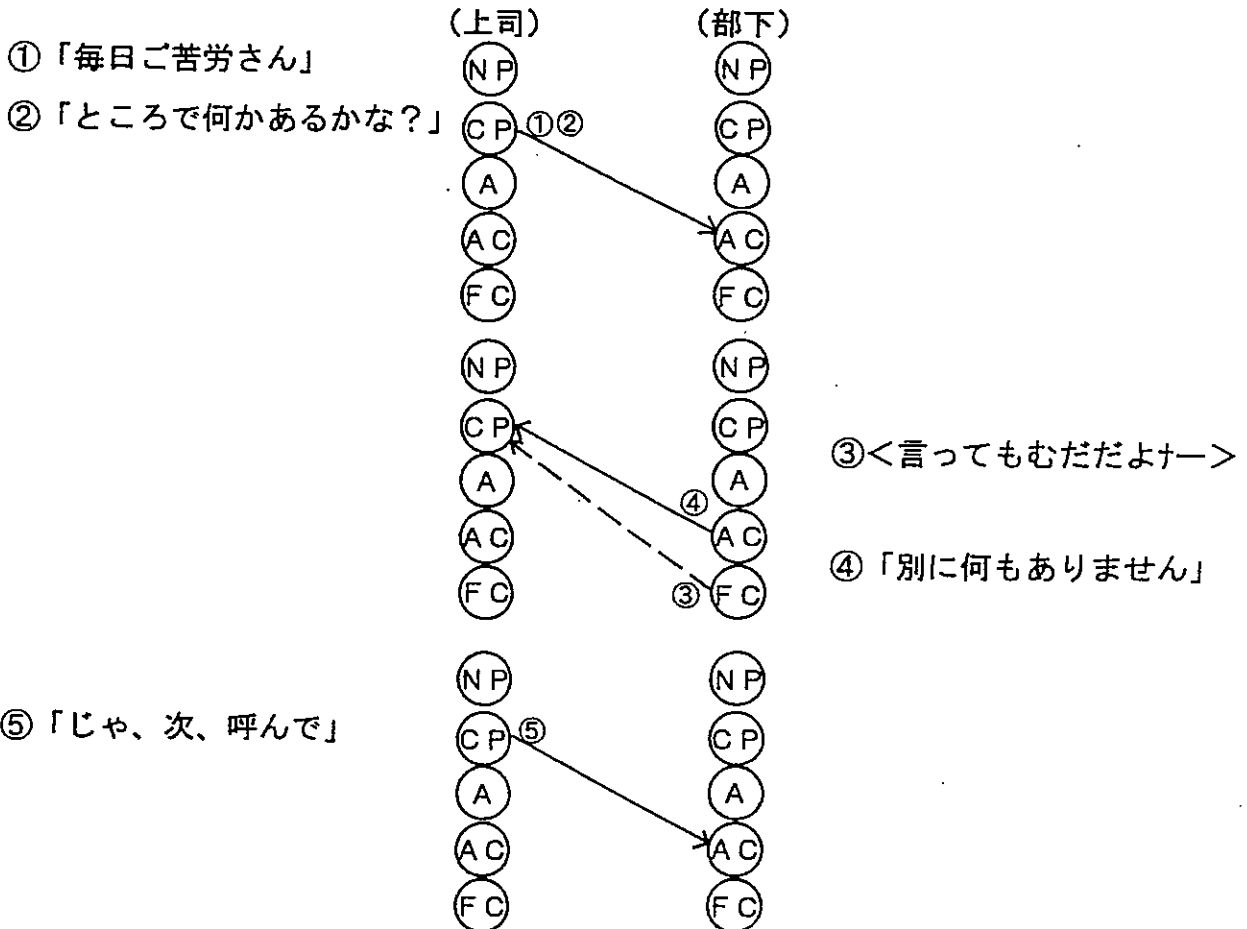 (上司) (部下)
①「毎日ご苦労さん」 NP NP
②「ところで何かあるかな？」 CP ①② CP
A A
AC AC
FC FC
NP NP
CP CP ③<言ってもむだだよナー>
A A
④
AC AC ④「別に何もありません」
FC ③ FC
NP NP
⑤「じゃ、次、呼んで」 CP ⑤ CP
A A
AC AC
FC FC